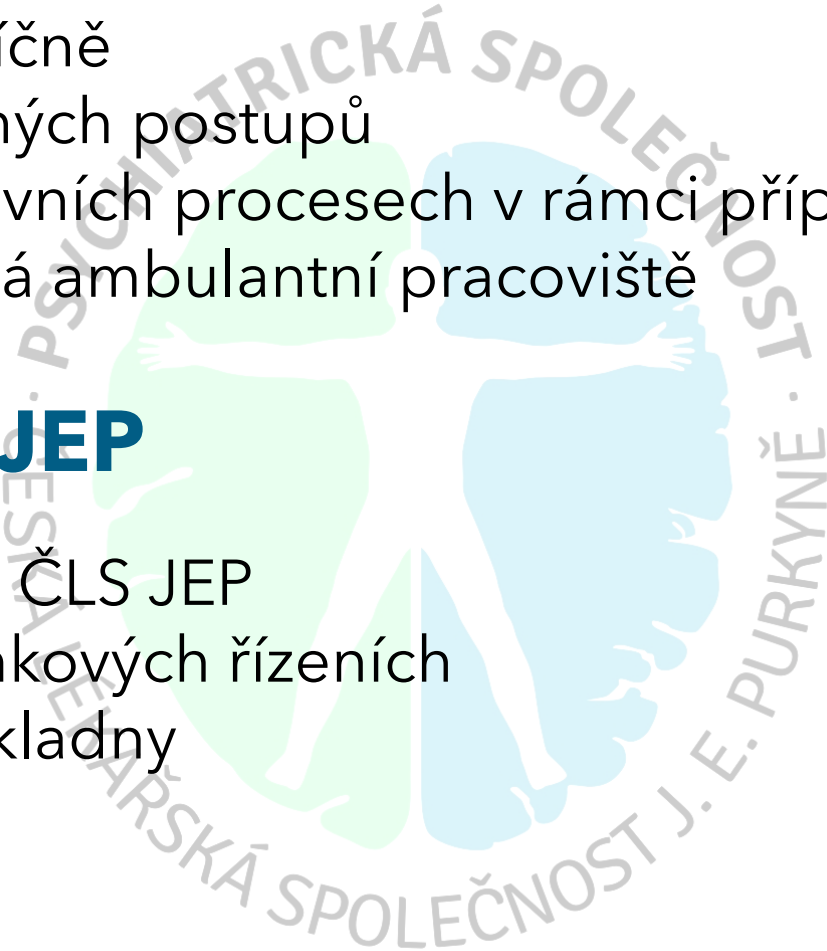 íčně
ných postupů
vních procesech v rámci příp
á ambulantní pracoviště
JEP
ČLS JEP
nkových řízeních
kladny
PSYCHIATRICKÁ SPOLEČNOST ·
ČESKÁ LÉKAŘSKÁ SPOLEČNOST J. E. PURKYNĚ ·